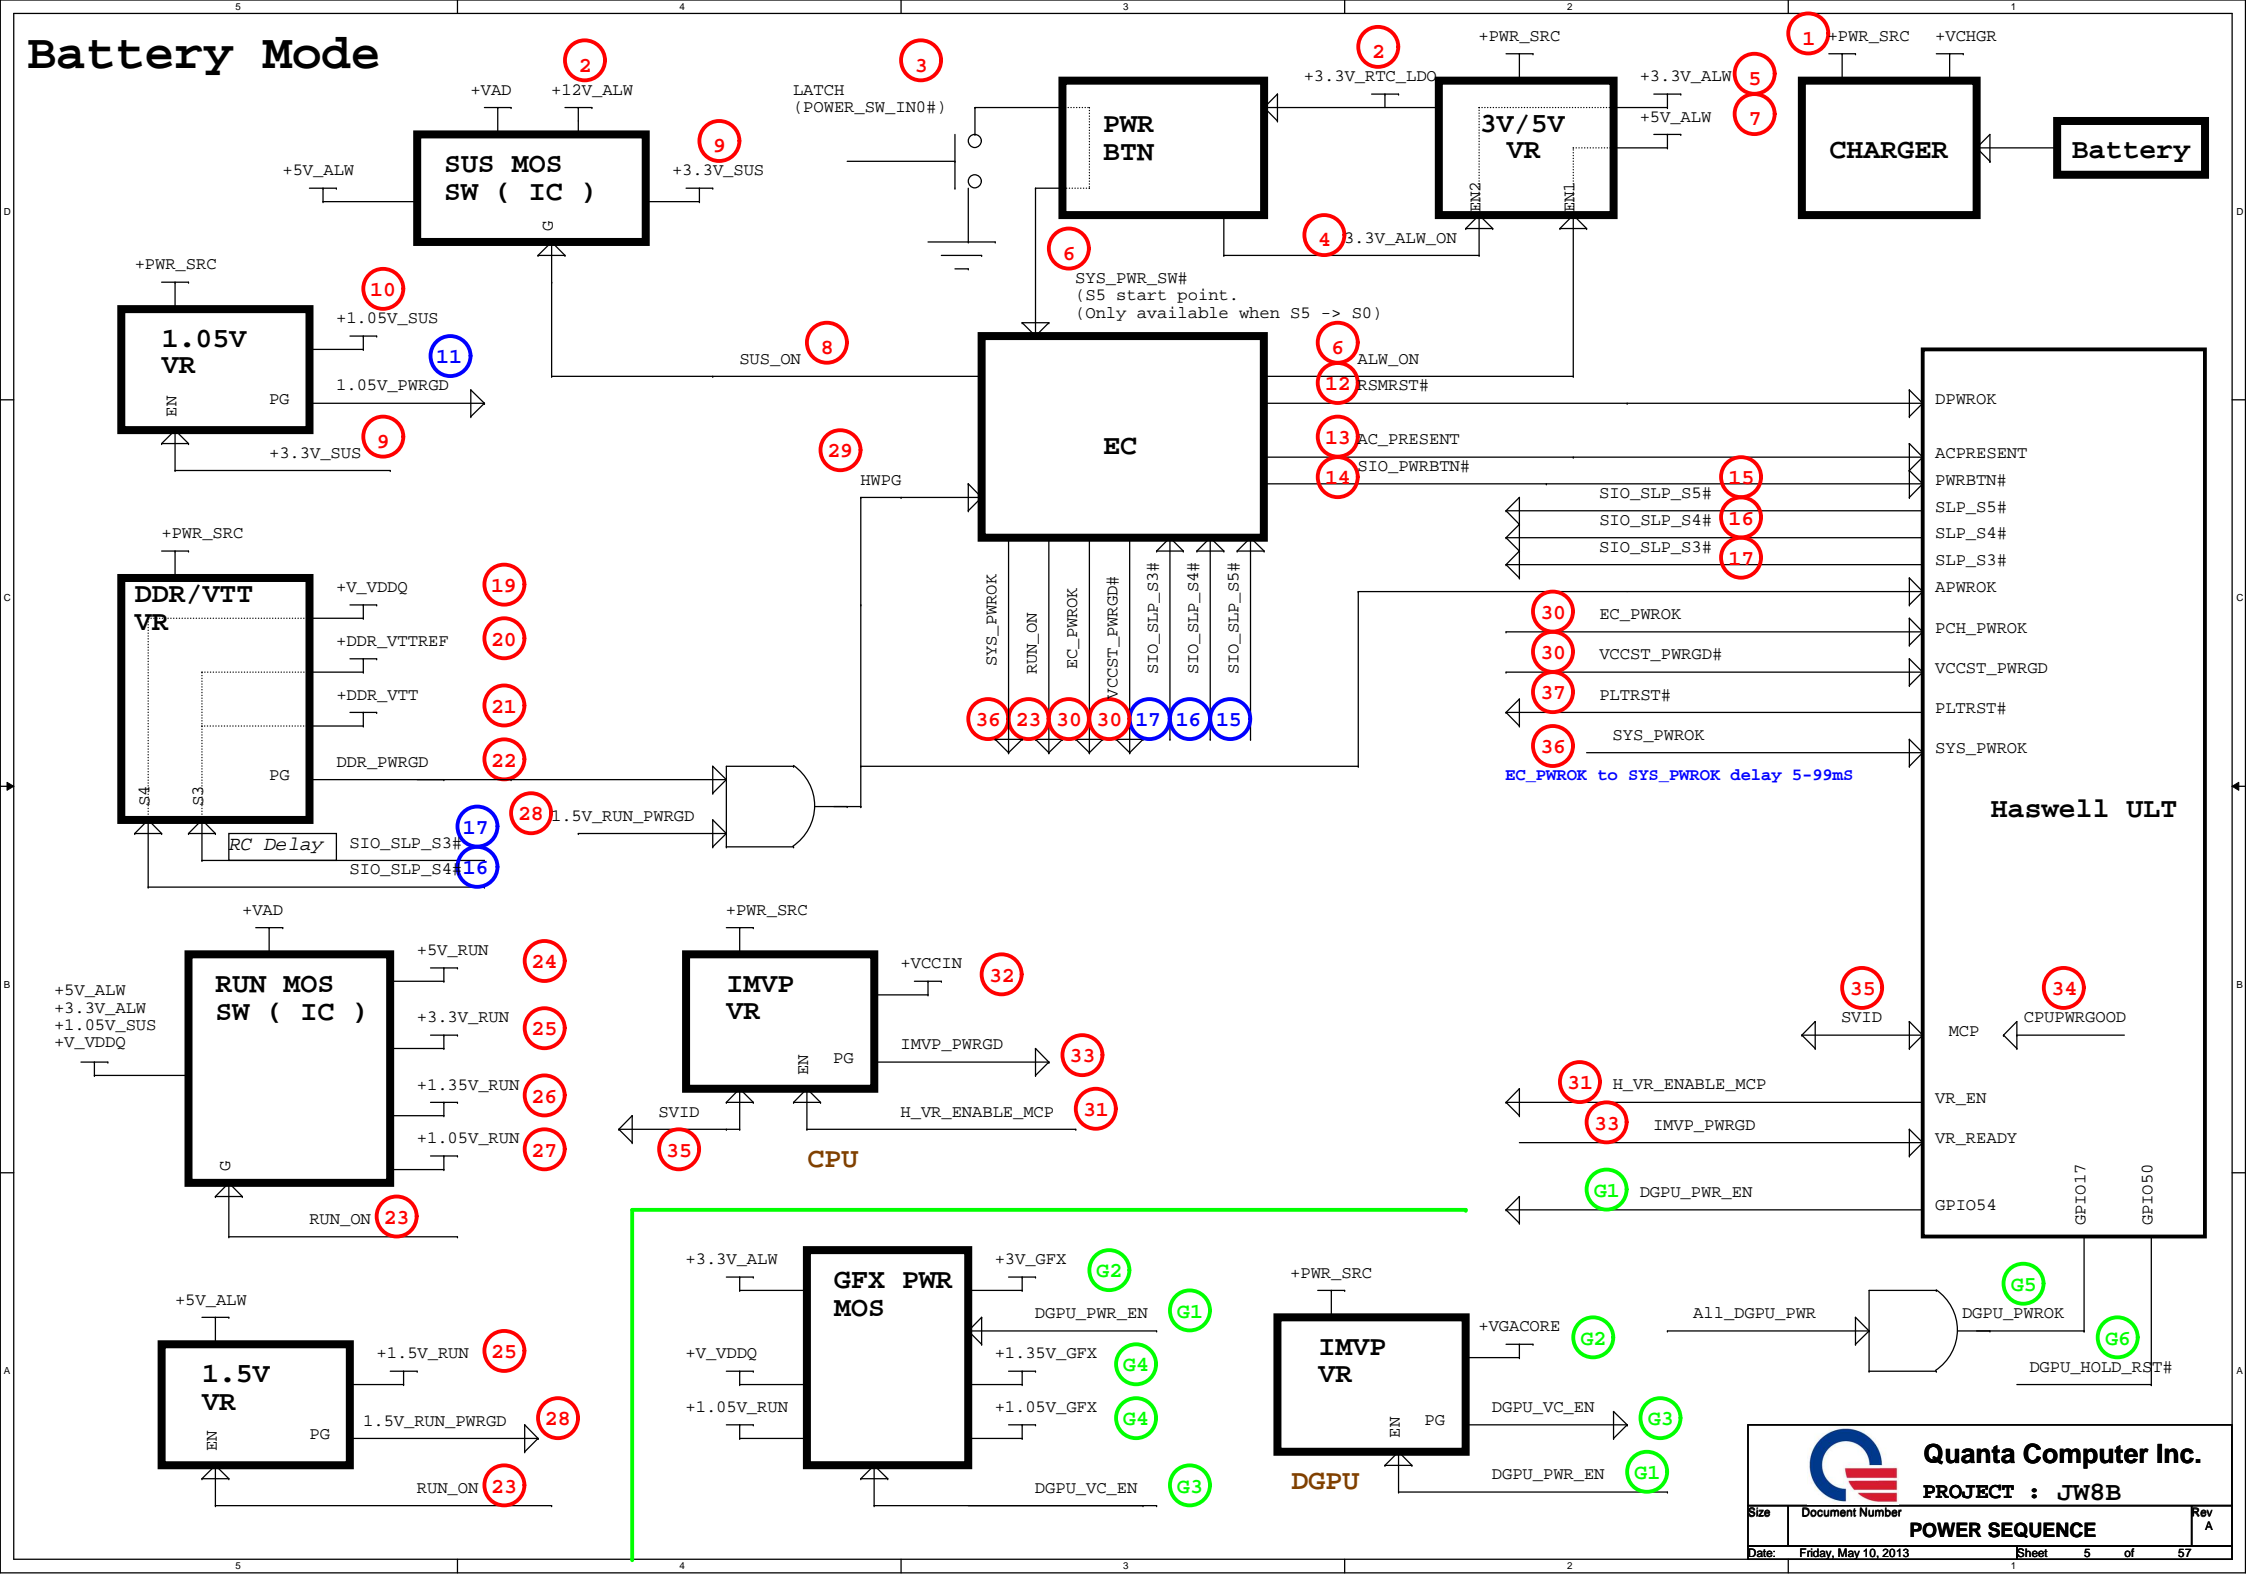 5
4
3
2
1
Battery Mode
2
+VAD
+12V_ALW
SUS MOS
SW ( IC )
G
+5V_ALW
9
+3.3V_SUS
3
LATCH
(POWER_SW_IN0#)
PWR
BTN
2
+3.3V_RTC_LDO
+PWR_SRC
3V/5V
VR
EN2
EN1
+3.3V_ALW
5
+5V_ALW
7
1
+PWR_SRC
+VCHGR
CHARGER
Battery
D
D
4
3.3V_ALW_ON
6
SYS_PWR_SW#
(S5 start point.
(Only available when S5 -> S0)
+PWR_SRC
10
+1.05V_SUS
1.05V
VR
11
1.05V_PWRGD
EN
PG
9
+3.3V_SUS
SUS_ON
8
EC
6
ALW_ON
12
RSMRST#
13
AC_PRESENT
14
SIO_PWRBTN#
29
HWPG
DPWROK
ACPRESENT
PWRBTN#
SLP_S5#
SLP_S4#
SLP_S3#
APWROK
PCH_PWROK
VCCST_PWRGD
PLTRST#
SYS_PWROK
15
SIO_SLP_S5#
16
SIO_SLP_S4#
17
SIO_SLP_S3#
30
EC_PWROK
30
VCCST_PWRGD#
37
PLTRST#
36
SYS_PWROK
EC_PWROK to SYS_PWROK delay 5-99mS
Haswell ULT
SYS_PWROK
RUN_ON
EC_PWROK
VCCST_PWRGD#
SIO_SLP_S3#
SIO_SLP_S4#
SIO_SLP_S5#
36
23
30
30
17
16
15
C
C
+PWR_SRC
DDR/VTT
VR
+V_VDDQ
19
+DDR_VTTREF
20
+DDR_VTT
21
DDR_PWRGD
22
PG
S4
S3
RC Delay
SIO_SLP_S3#
17
SIO_SLP_S4#
16
28
1.5V_RUN_PWRGD
+VAD
RUN MOS
SW ( IC )
+5V_ALW
+3.3V_ALW
+1.05V_SUS
+V_VDDQ
+5V_RUN
24
+3.3V_RUN
25
+1.35V_RUN
26
+1.05V_RUN
27
G
RUN_ON
23
+PWR_SRC
IMVP
VR
+VCCIN
32
IMVP_PWRGD
33
EN
PG
SVID
35
H_VR_ENABLE_MCP
31
CPU
B
B
35
SVID
MCP
34
CPUPWRGOOD
31
H_VR_ENABLE_MCP
VR_EN
33
IMVP_PWRGD
VR_READY
G1
DGPU_PWR_EN
GPIO54
GPIO17
GPIO50
+5V_ALW
1.5V
VR
+1.5V_RUN
25
1.5V_RUN_PWRGD
28
EN
PG
RUN_ON
23
+3.3V_ALW
+V_VDDQ
+1.05V_RUN
GFX PWR
MOS
+3V_GFX
G2
DGPU_PWR_EN
G1
+1.35V_GFX
G4
+1.05V_GFX
G4
DGPU_VC_EN
G3
+PWR_SRC
IMVP
VR
+VGACORE
G2
DGPU_VC_EN
G3
EN
PG
DGPU_PWR_EN
G1
DGPU
All_DGPU_PWR
G5
DGPU_PWROK
G6
DGPU_HOLD_RST#
A
A
Quanta Computer Inc.
PROJECT : JW8B
Size
Document Number
Rev
POWER SEQUENCE
A
Date:
Friday, May 10, 2013
Sheet
5
of
57
5
4
3
2
1